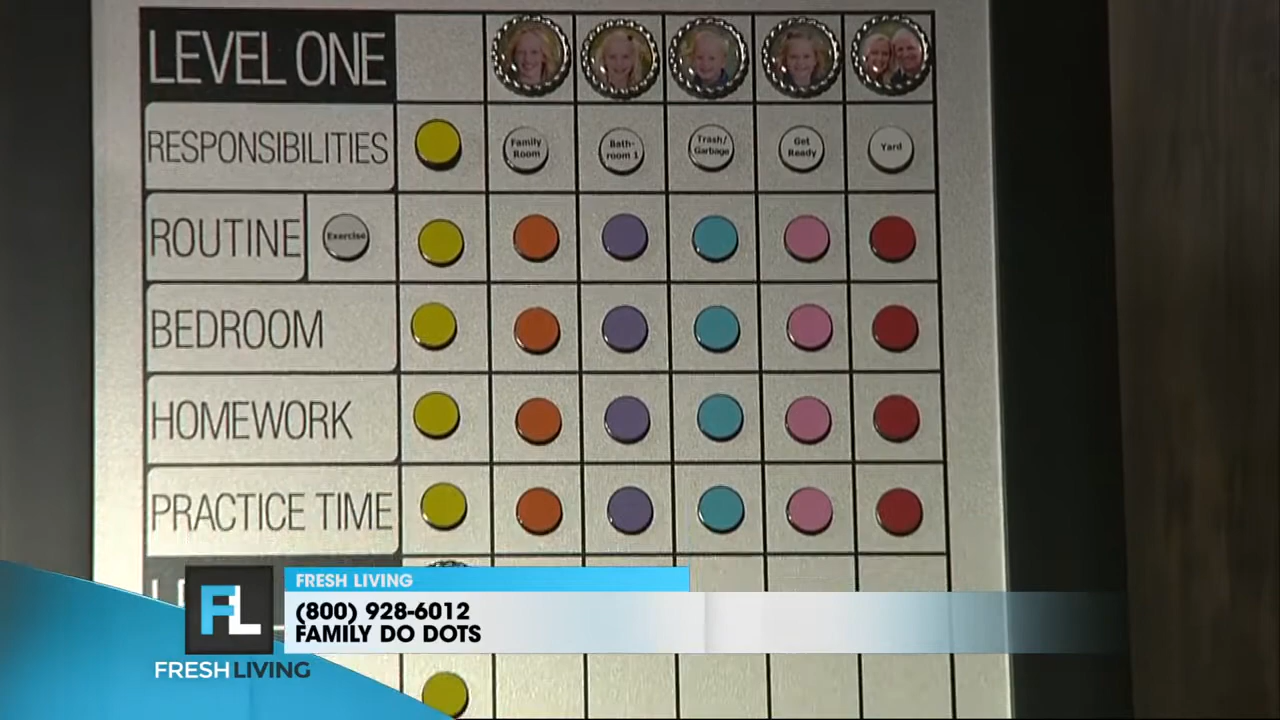 LEVEL ONE
RESPONSIBILITIES
Family
Room
Bath-
room 1
Trash/
Garbage
Get
Ready
Yard
ROUTINE
Exercise
BEDROOM
HOMEWORK
PRACTICE TIME
FL
FRESH LIVING
FRESH LIVING
(800) 928-6012
FAMILY DO DOTS